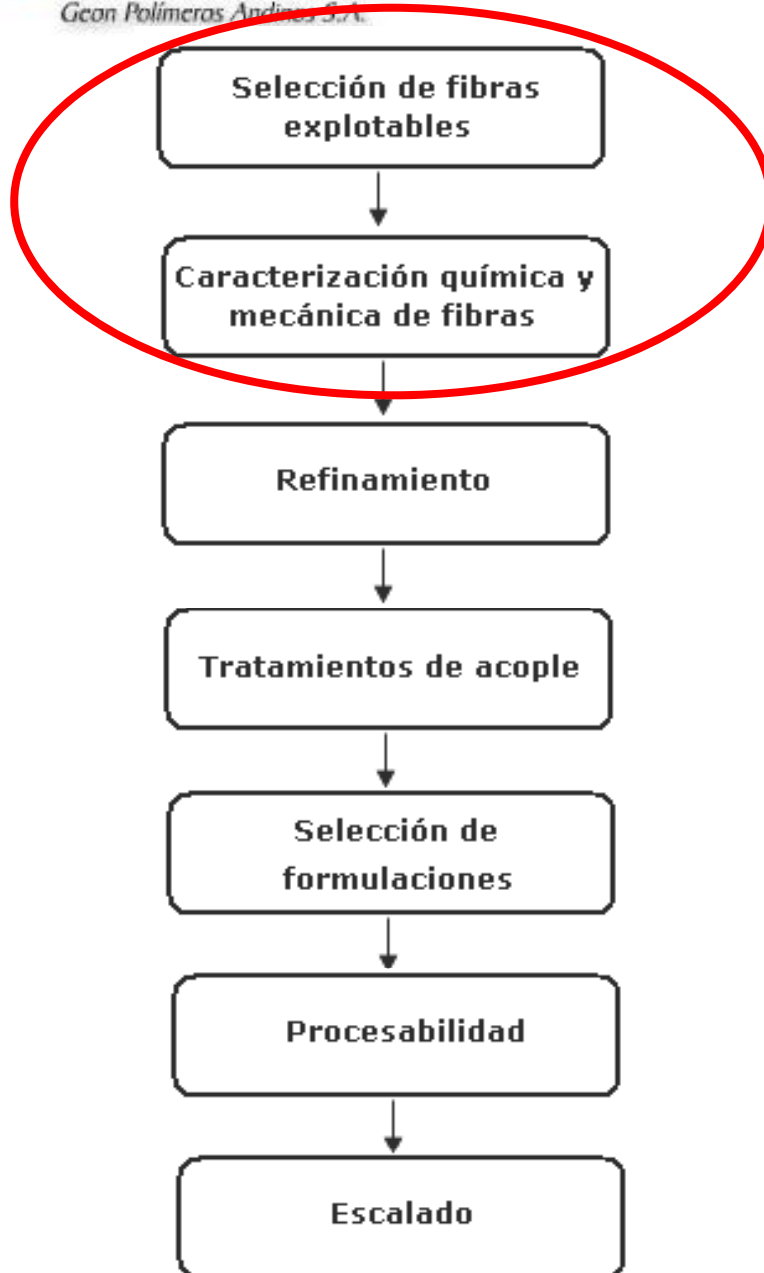 Geon Polímeros Andinos S.A.
Selección de fibras
explotables
Caracterización química y
mecánica de fibras
Refinamiento
Tratamientos de acople
Selección de
formulaciones
Procesabilidad
Escalado